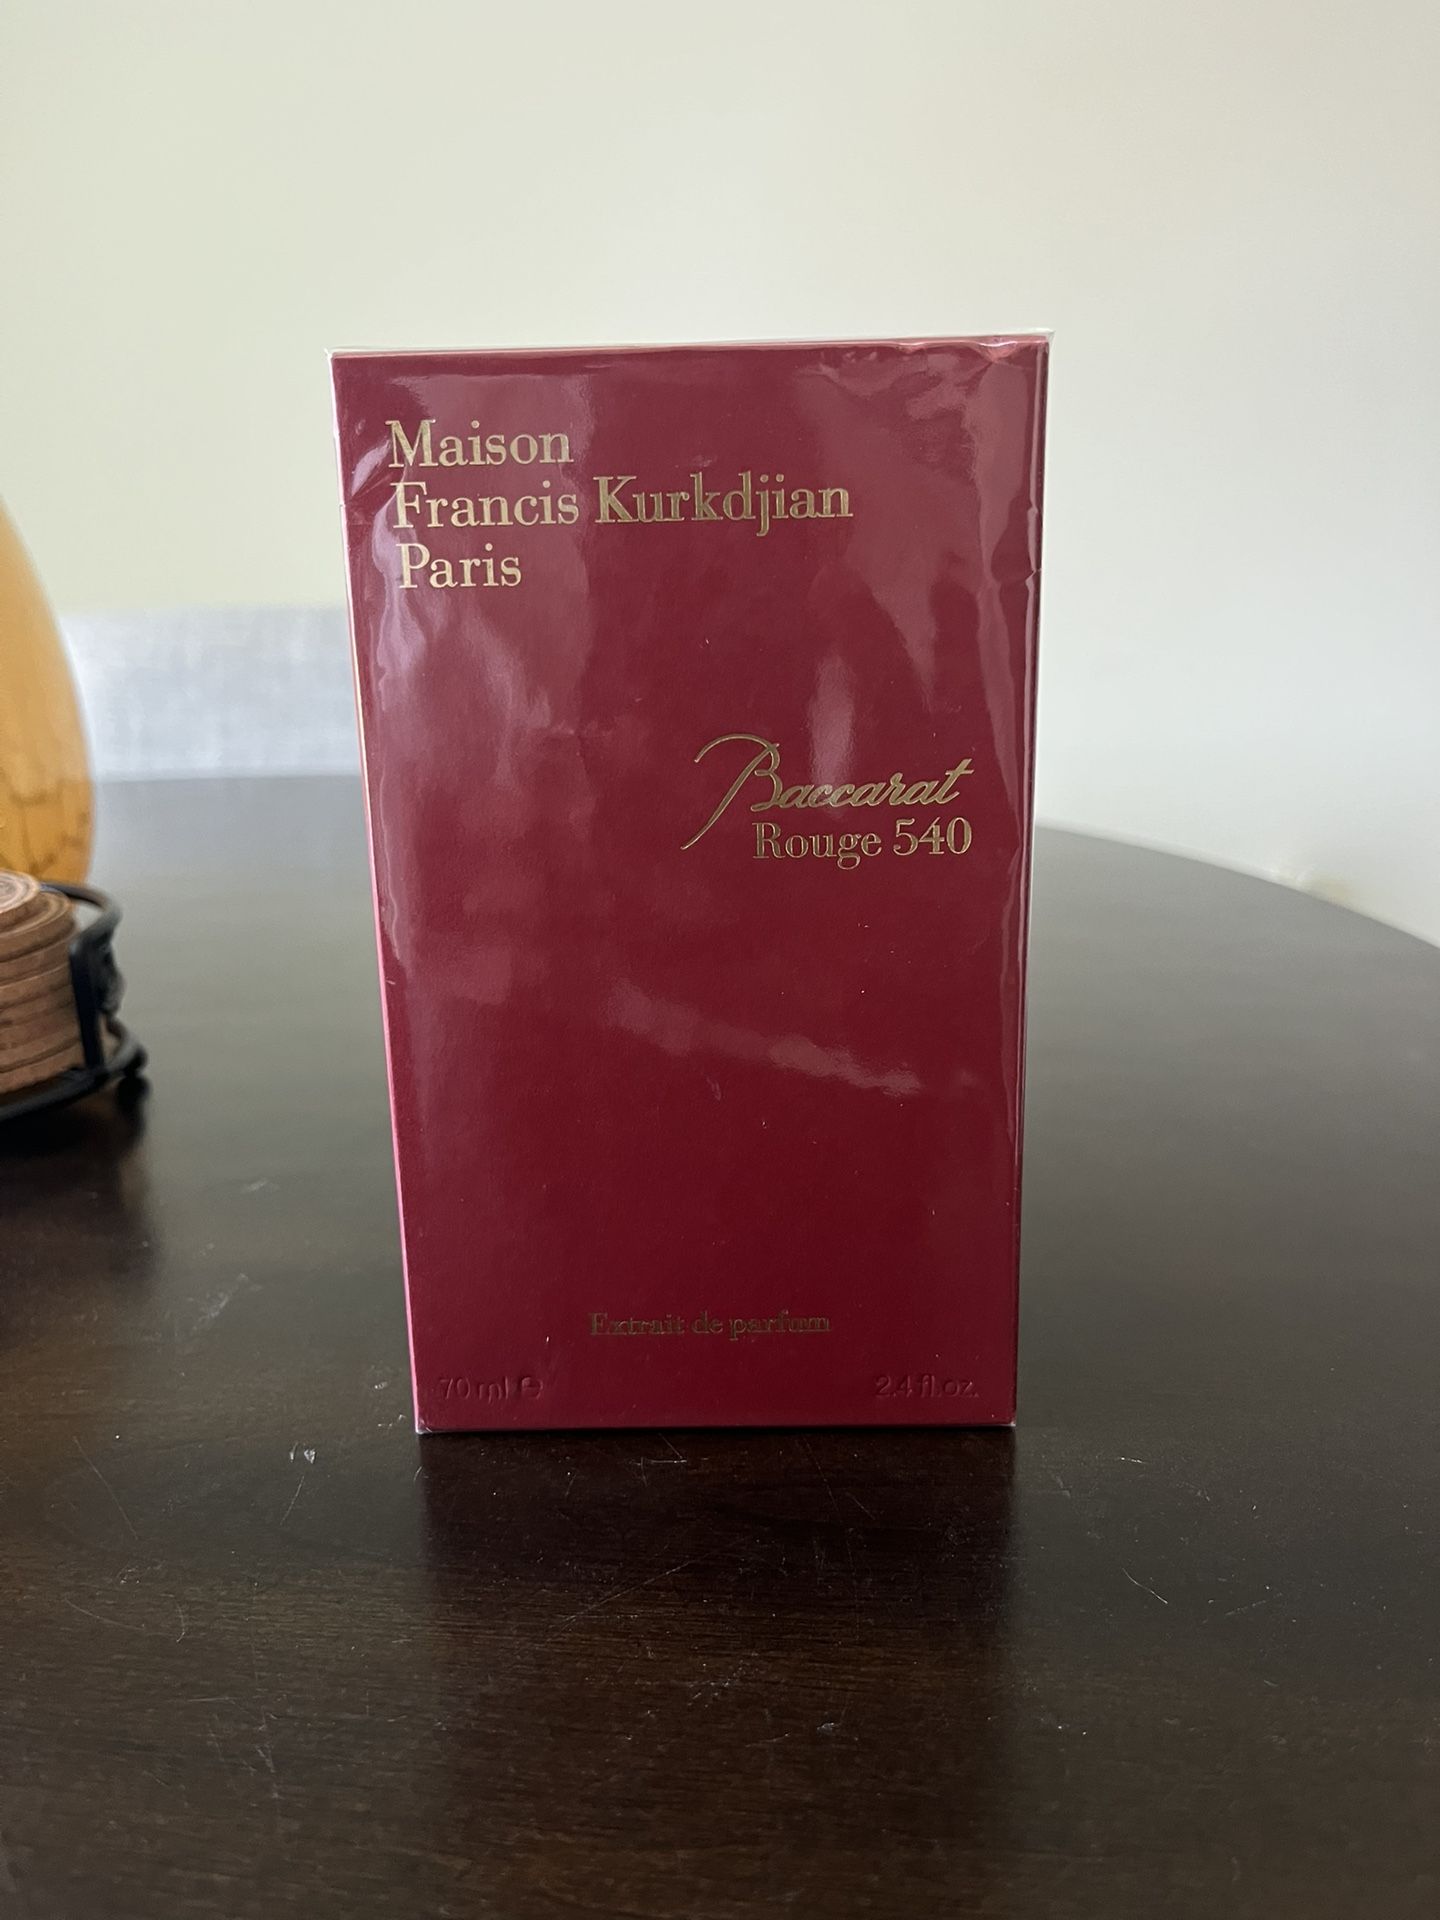 Maison
Francis Kurkdjian
Paris
Baccarat
Rouge 540
Extrait de parfum
70 ml ℮
2.4 fl.oz.